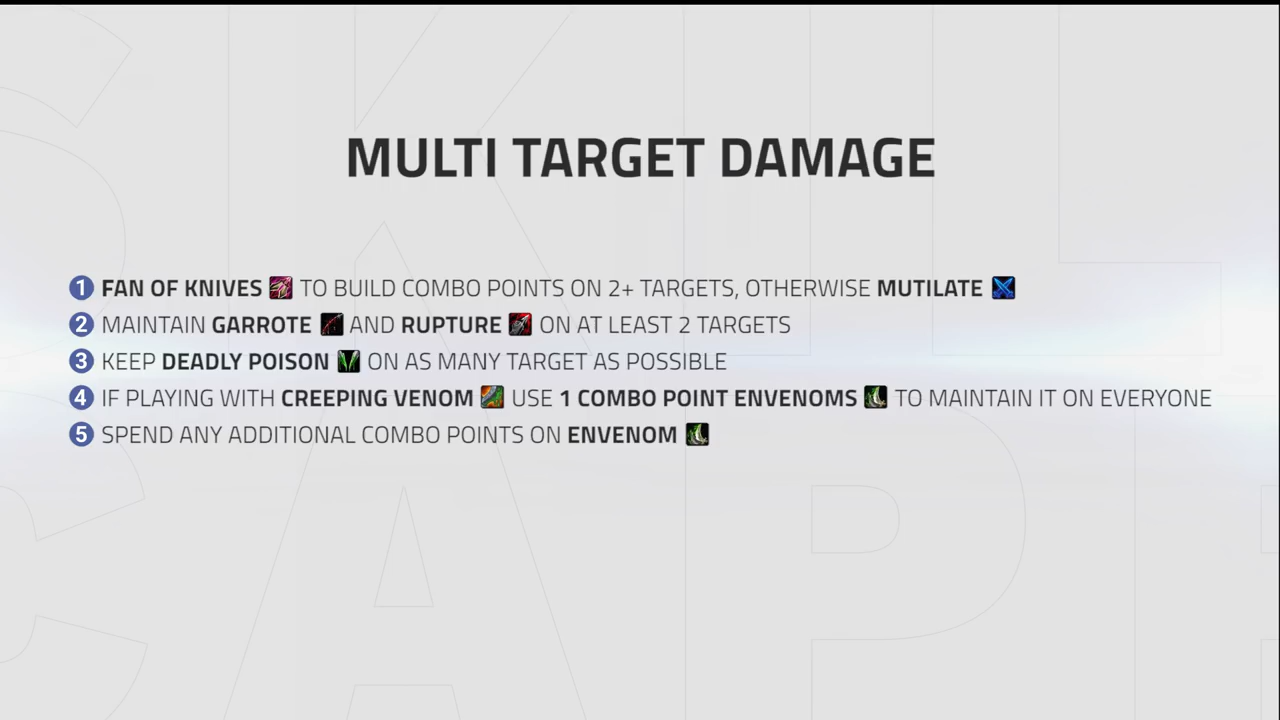 MULTI TARGET DAMAGE
1 FAN OF KNIVES TO BUILD COMBO POINTS ON 2+ TARGETS, OTHERWISE MUTILATE
2 MAINTAIN GARROTE AND RUPTURE ON AT LEAST 2 TARGETS
3 KEEP DEADLY POISON ON AS MANY TARGET AS POSSIBLE
4 IF PLAYING WITH CREEPING VENOM USE 1 COMBO POINT ENVENOMS TO MAINTAIN IT ON EVERYONE
5 SPEND ANY ADDITIONAL COMBO POINTS ON ENVENOM